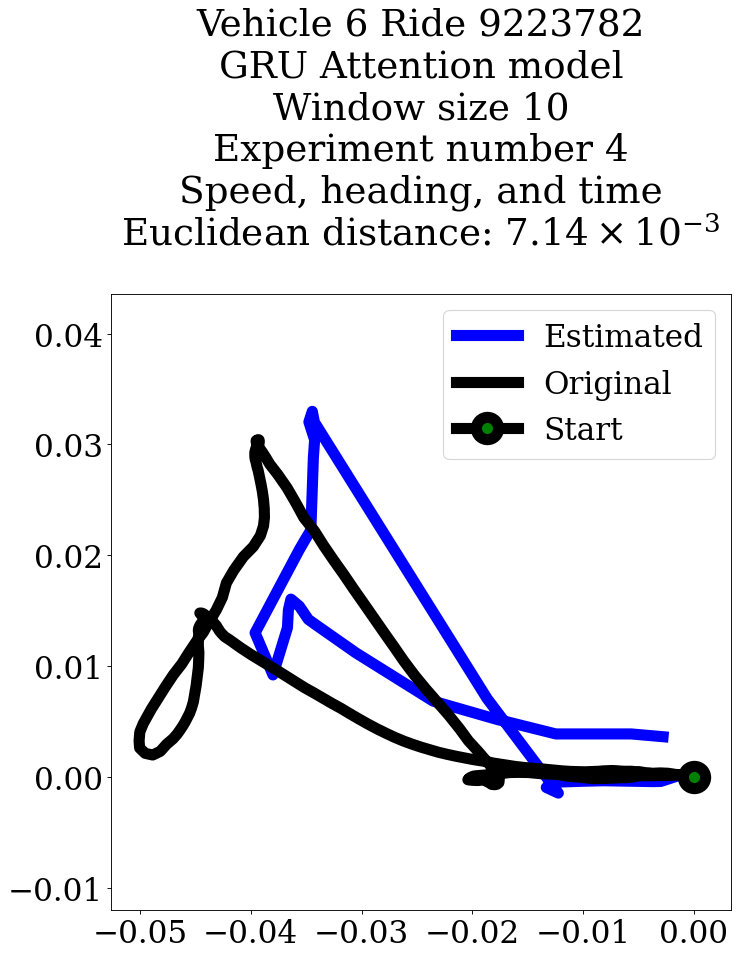 Vehicle 6 Ride 9223782
GRU Attention model
Window size 10
Experiment number 4
Speed, heading, and time
Euclidean distance: 7.14 × 10⁻³
Estimated
Original
Start
0.04
0.03
0.02
0.01
0.00
−0.01
−0.05 −0.04 −0.03 −0.02 −0.01 0.00